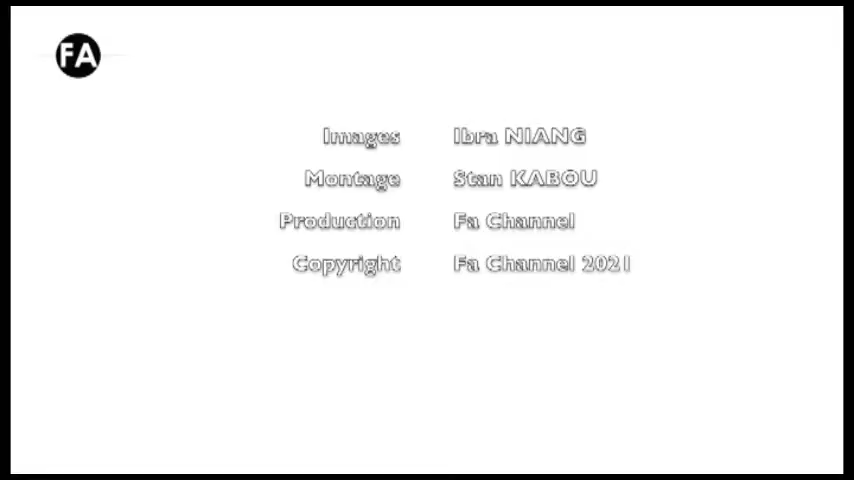 FA
Images Ibra NIANG
Montage Stan KABOU
Production Fa Channel
Copyright Fa Channel 2021